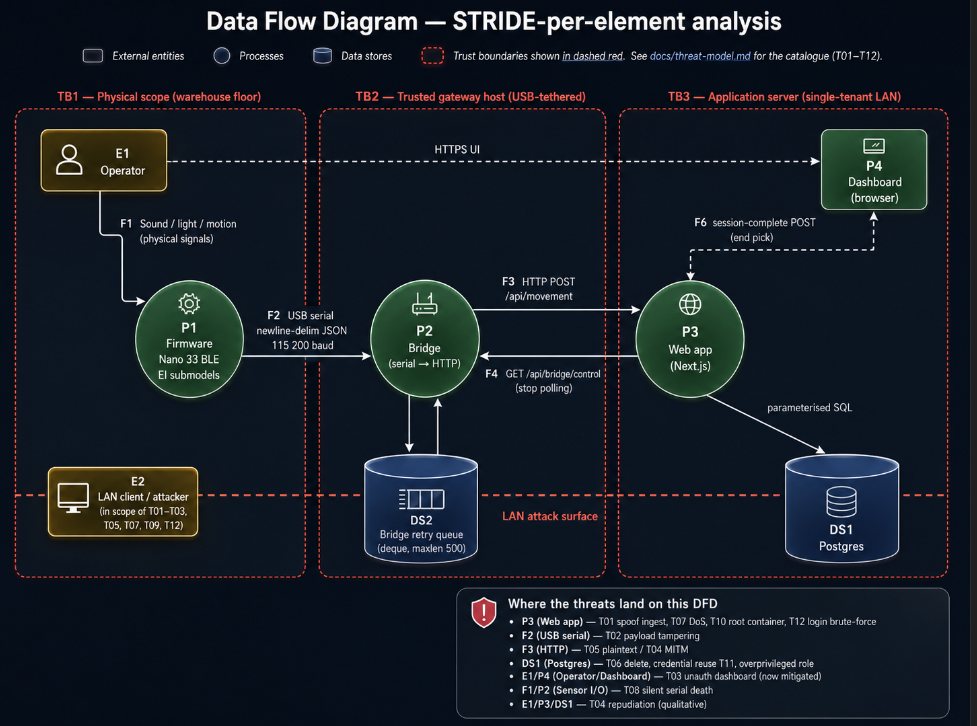 Data Flow Diagram — STRIDE-per-element analysis
External entities
Processes
Data stores
Trust boundaries shown in dashed red. See docs/threat-model.md for the catalogue (T01–T12).
TB1 — Physical scope (warehouse floor)
TB2 — Trusted gateway host (USB-tethered)
TB3 — Application server (single-tenant LAN)
E1
Operator
HTTPS UI
P4
Dashboard
(browser)
F1 Sound / light / motion
(physical signals)
F6 session-complete POST
(end pick)
P1
Firmware
Nano 33 BLE
EI submodels
F2 USB serial
newline-delim JSON
115 200 baud
P2
Bridge
(serial → HTTP)
F3 HTTP POST
/api/movement
F4 GET /api/bridge/control
(stop polling)
P3
Web app
(Next.js)
parameterised SQL
E2
LAN client / attacker
(in scope of T01–T03,
T05, T07, T09, T12)
DS2
Bridge retry queue
(deque, maxlen 500)
LAN attack surface
DS1
Postgres
Where the threats land on this DFD
• P3 (Web app) — T01 spoof ingest, T07 DoS, T10 root container, T12 login brute-force
• F2 (USB serial) — T02 payload tampering
• F3 (HTTP) — T05 plaintext / T04 MITM
• DS1 (Postgres) — T06 delete, credential reuse T11, overprivileged role
• E1/P4 (Operator/Dashboard) — T03 unauth dashboard (now mitigated)
• F1/P2 (Sensor I/O) — T08 silent serial death
• E1/P3/DS1 — T04 repudiation (qualitative)